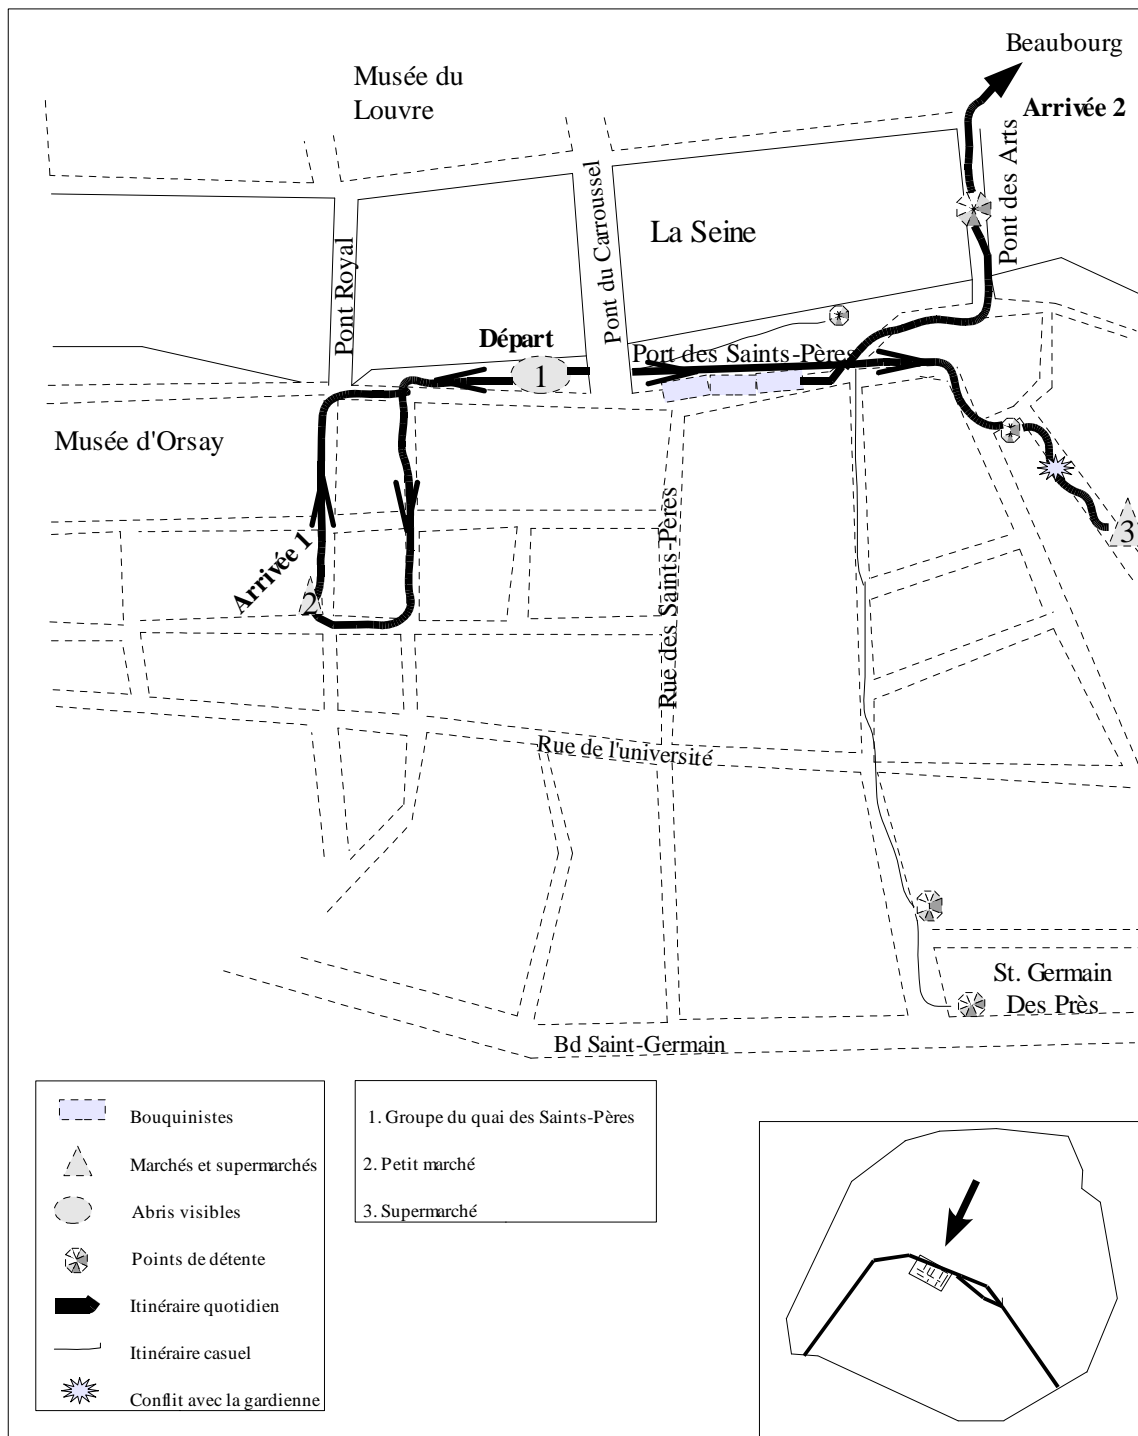 Beaubourg
Musée du
Louvre
Arrivée 2
Pont des Arts
Pont du Carroussel
La Seine
Pont Royal
Départ
Port des Saints-Pères
1
Musée d'Orsay
Arrivée 1
2
3
Rue des Saints-Pères
Rue de l'université
St. Germain
Des Près
Bd Saint-Germain
Bouquinistes
Marchés et supermarchés
Abris visibles
Points de détente
Itinéraire quotidien
Itinéraire casuel
Conflit avec la gardienne
1. Groupe du quai des Saints-Pères
2. Petit marché
3. Supermarché